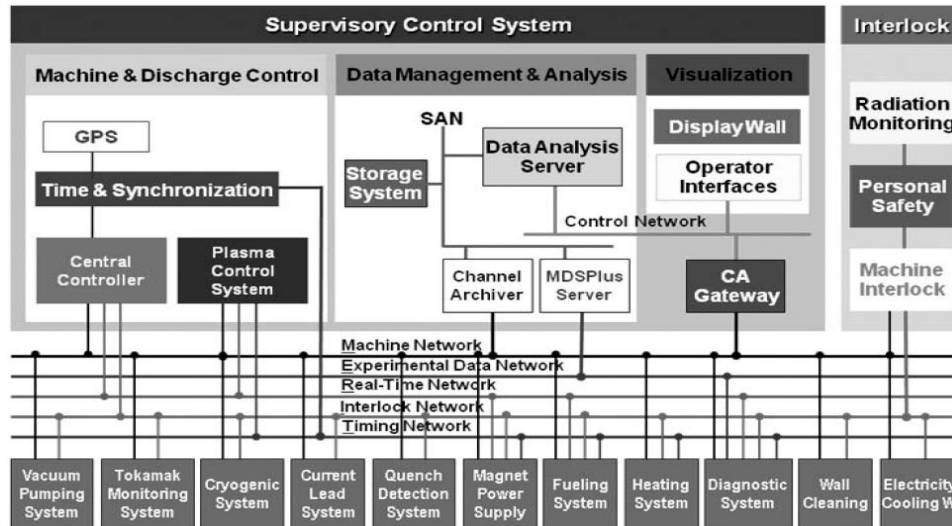 Supervisory Control System
Interlock
Machine & Discharge Control
Data Management & Analysis
Visualization
GPS
Time & Synchronization
Central
Controller
Plasma
Control
System
SAN
Storage
System
Data Analysis
Server
Channel
Archiver
MDSPlus
Server
Display Wall
Operator
Interfaces
Control Network
CA
Gateway
Radiation
Monitoring
Personal
Safety
Machine
Interlock
Machine Network
Experimental Data Network
Real-Time Network
Interlock Network
Timing Network
Vacuum
Pumping
System
Tokamak
Monitoring
System
Cryogenic
System
Current
Lead
System
Quench
Detection
System
Magnet
Power
Supply
Fueling
System
Heating
System
Diagnostic
System
Wall
Cleaning
Electricity
Cooling W